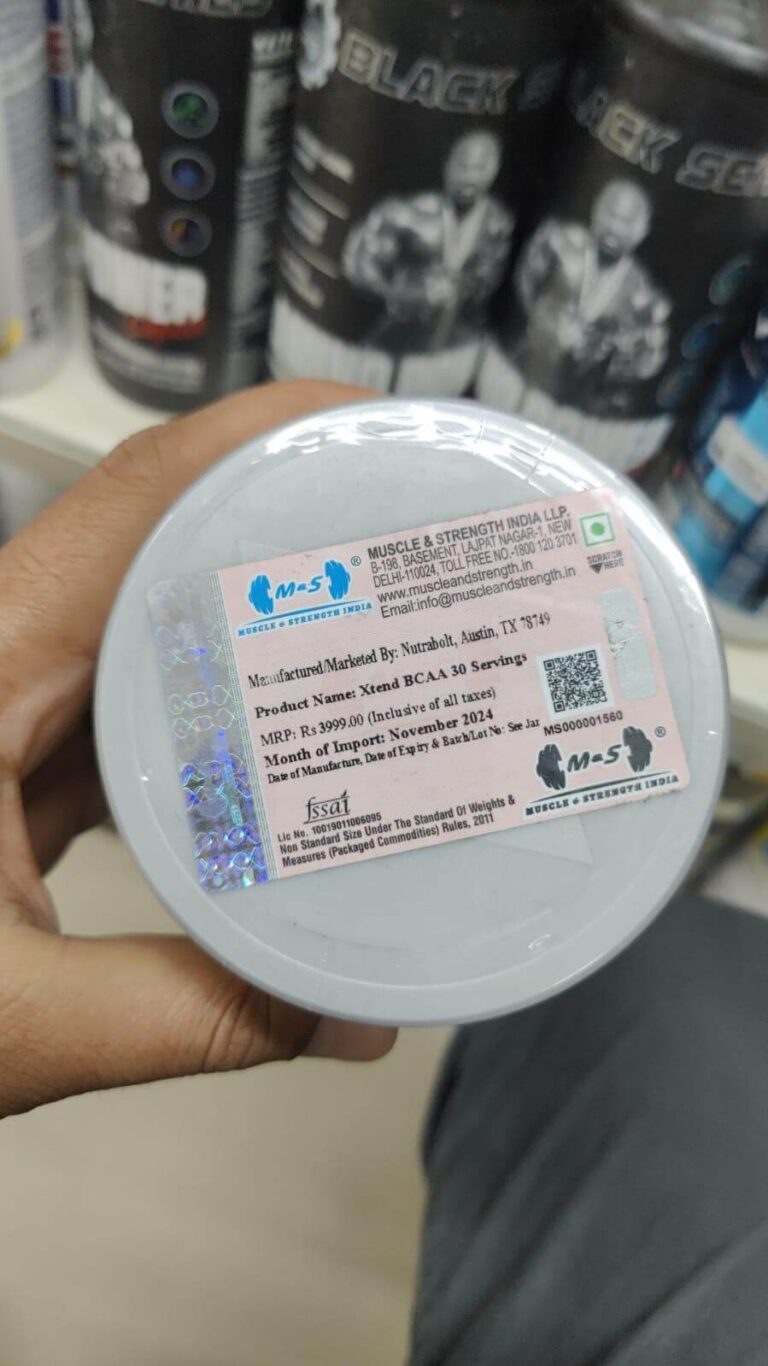 BLACK
BLACK SE
MUSCLE & STRENGTH INDIA LLP.
B-198, BASEMENT, LAJPAT NAGAR-1, NEW
DELHI-110024, TOLL FREE NO.-1800 120 3701
www.muscleandstrength.in
Email:info@muscleandstrength.in
SCRATCH
HERE
M&S®
MUSCLE & STRENGTH INDIA
Manufactured/Marketed By: Nutrabolt, Austin, TX 78749
Product Name: Xtend BCAA 30 Servings
MRP: Rs 3999.00 (Inclusive of all taxes)
Month of Import: November 2024
Date of Manufacture, Date of Expiry & Batch/Lot No: See Jar
MS000001560
M&S®
MUSCLE & STRENGTH INDIA
fssai
Lic No. 10019011006095
Non Standard Size Under The Standard Of Weights &
Measures (Packaged Commodities) Rules, 2011